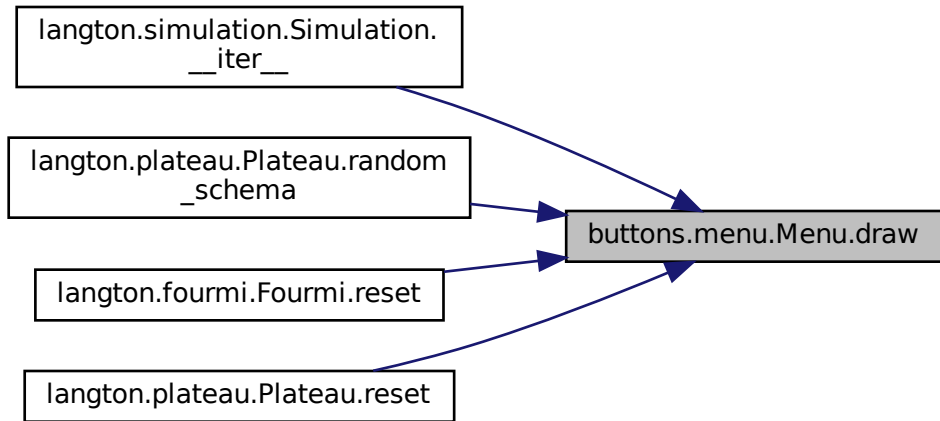 langton.simulation.Simulation.
__iter__
langton.plateau.Plateau.random
_schema
buttons.menu.Menu.draw
langton.fourmi.Fourmi.reset
langton.plateau.Plateau.reset